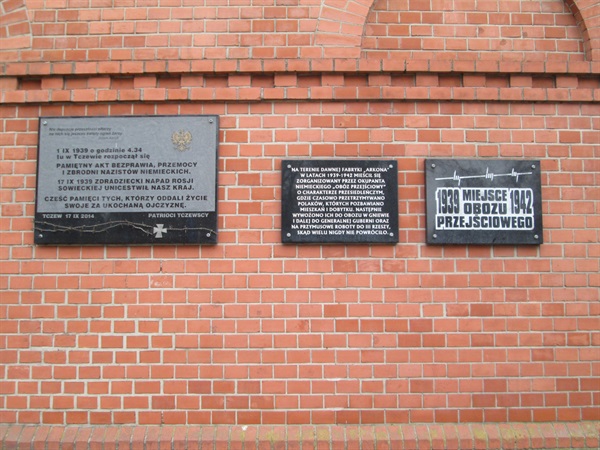 1 IX 1939 o godzinie 4.34
tu w Tczewie rozpoczął się
PAMIĘTNY AKT BEZPRAWIA, PRZEMOCY
I ZBRODNI NAZISTÓW NIEMIECKICH.
17 IX 1939 ZDRADZIECKI NAPAD ROSJI
SOWIECKIEJ UNICESTWIŁ NASZ KRAJ.
CZEŚĆ PAMIĘCI TYCH, KTÓRZY ODDALI ŻYCIE
SWOJE ZA UKOCHANĄ OJCZYZNĘ.
TCZEW 17 IX 2014 PATRIOCI TCZEWSCY
NA TERENIE DAWNEJ FABRYKI „ARKONA”
W LATACH 1939-1942 MIEŚCIŁ SIĘ
ZORGANIZOWANY PRZEZ OKUPANTA
NIEMIECKIEGO „OBÓZ PRZEJŚCIOWY”
O CHARAKTERZE PRZESIEDLEŃCZYM,
GDZIE CZASOWO PRZETRZYMYWANO
POLAKÓW, KTÓRYCH POZBAWIANO
MIESZKAŃ I DOBYTKU. NASTĘPNIE
WYWOŻONO ICH DO OBOZU W GNIEWIE
I DALEJ DO GENERALNEJ GUBERNI ORAZ
NA PRZYMUSOWE ROBOTY DO III RZESZY,
SKĄD WIELU NIGDY NIE POWRÓCIŁO.
1939 MIEJSCE 1942
OBOZU
PRZEJŚCIOWEGO